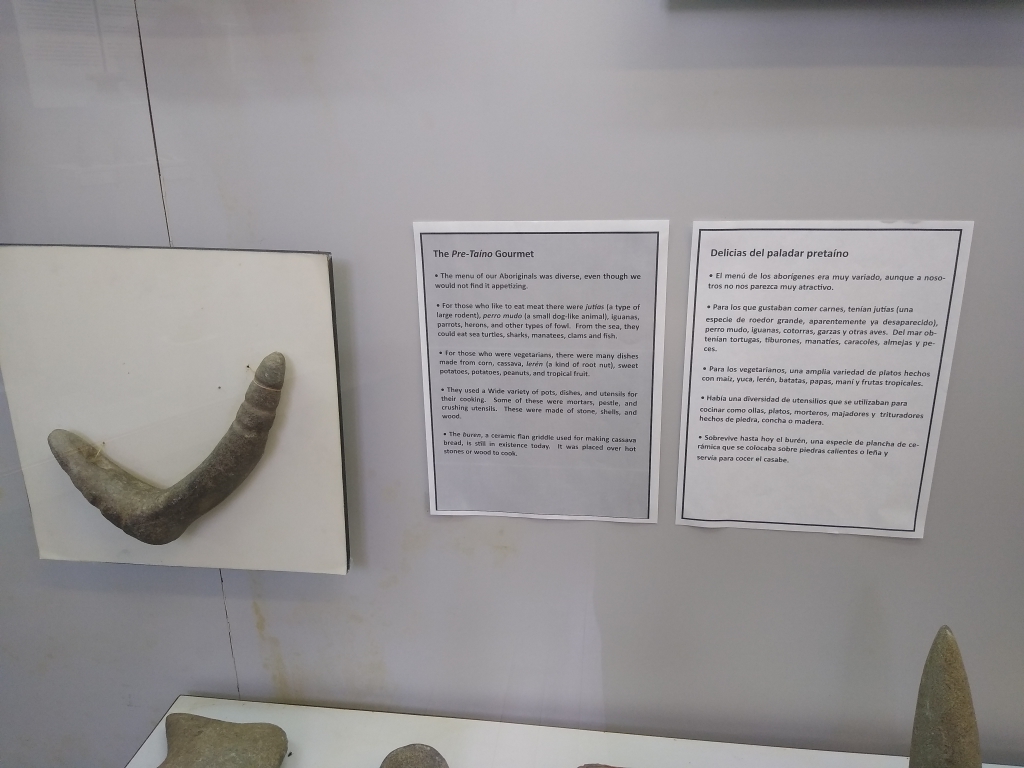 The Pre-Taíno Gourmet
• The menu of our Aboriginals was diverse, even though we
would not find it appetizing.
• For those who like to eat meat there were jutías (a type of
large rodent), perro mudo (a small dog-like animal), iguanas,
parrots, herons, and other types of fowl. From the sea, they
could eat sea turtles, sharks, manatees, clams and fish.
• For those who were vegetarians, there were many dishes
made from corn, cassava, lerén (a kind of root nut), sweet
potatoes, potatoes, peanuts, and tropical fruit.
• They used a Wide variety of pots, dishes, and utensils for
their cooking. Some of these were mortars, pestle, and
crushing utensils. These were made of stone, shells, and
wood.
• The buren, a ceramic flan griddle used for making cassava
bread, is still in existence today. It was placed over hot
stones or wood to cook.
Delicias del paladar pretaíno
• El menú de los aborígenes era muy variado, aunque a noso-
tros no nos parezca muy atractivo.
• Para los que gustaban comer carnes, tenían jutías (una
especie de roedor grande, aparentemente ya desaparecido),
perro mudo, iguanas, cotorras, garzas y otras aves. Del mar ob-
tenían tortugas, tiburones, manatíes, caracoles, almejas y pe-
ces.
• Para los vegetarianos, una amplia variedad de platos hechos
con maíz, yuca, lerén, batatas, papas, maní y frutas tropicales.
• Había una diversidad de utensilios que se utilizaban para
cocinar como ollas, platos, morteros, majadores y trituradores
hechos de piedra, concha o madera.
• Sobrevive hasta hoy el burén, una especie de plancha de ce-
rámica que se colocaba sobre piedras calientes o leña y
servía para cocer el casabe.